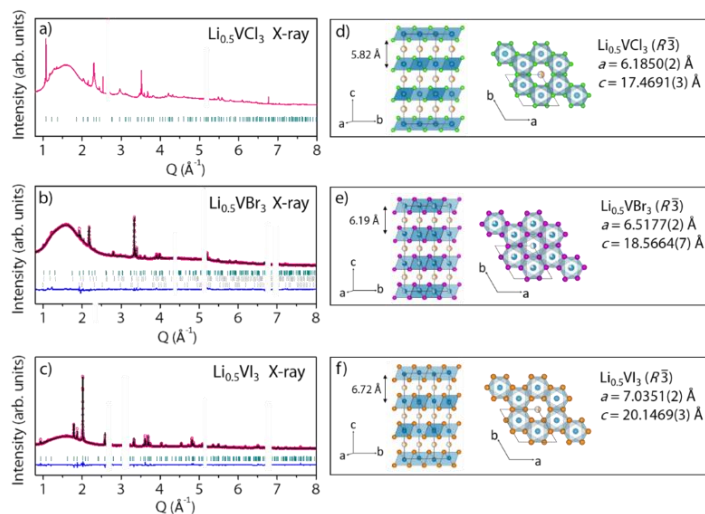 a)
Li0.5VCl3 X-ray
Intensity (arb. units)
1 2 3 4 5 6 7 8
Q (Å-1)
b)
Li0.5VBr3 X-ray
Intensity (arb. units)
1 2 3 4 5 6 7 8
Q (Å-1)
c)
Li0.5VI3 X-ray
Intensity (arb. units)
1 2 3 4 5 6 7 8
Q (Å-1)
d)
5.82 Å
c
a
b
b
a
Li0.5VCl3 (R3̅)
a = 6.1850(2) Å
c = 17.4691(3) Å
e)
6.19 Å
c
a
b
b
a
Li0.5VBr3 (R3̅)
a = 6.5177(2) Å
c = 18.5664(7) Å
f)
6.72 Å
c
a
b
b
a
Li0.5VI3 (R3̅)
a = 7.0351(2) Å
c = 20.1469(3) Å